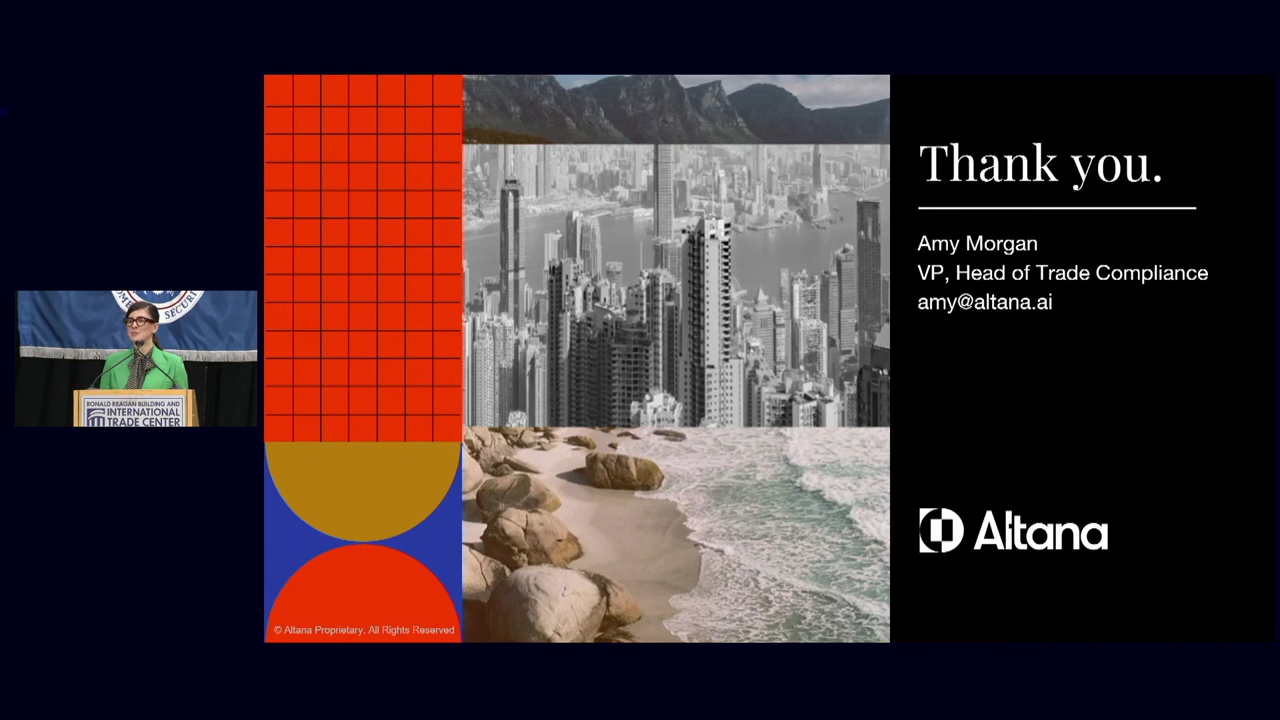 SECURI
RONALD REAGAN BUILDING AND
INTERNATIONAL
TRADE CENTER
Thank you.
Amy Morgan
VP, Head of Trade Compliance
amy@altana.ai
Altana
© Altana Proprietary. All Rights Reserved